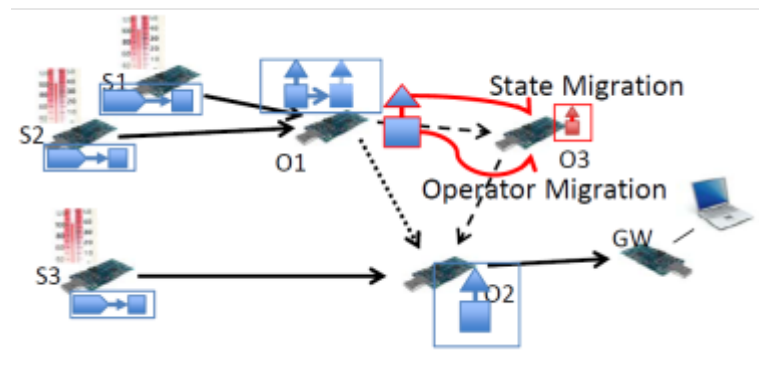 S1
State Migration
S2
O1
O3
Operator Migration
GW
S3
O2